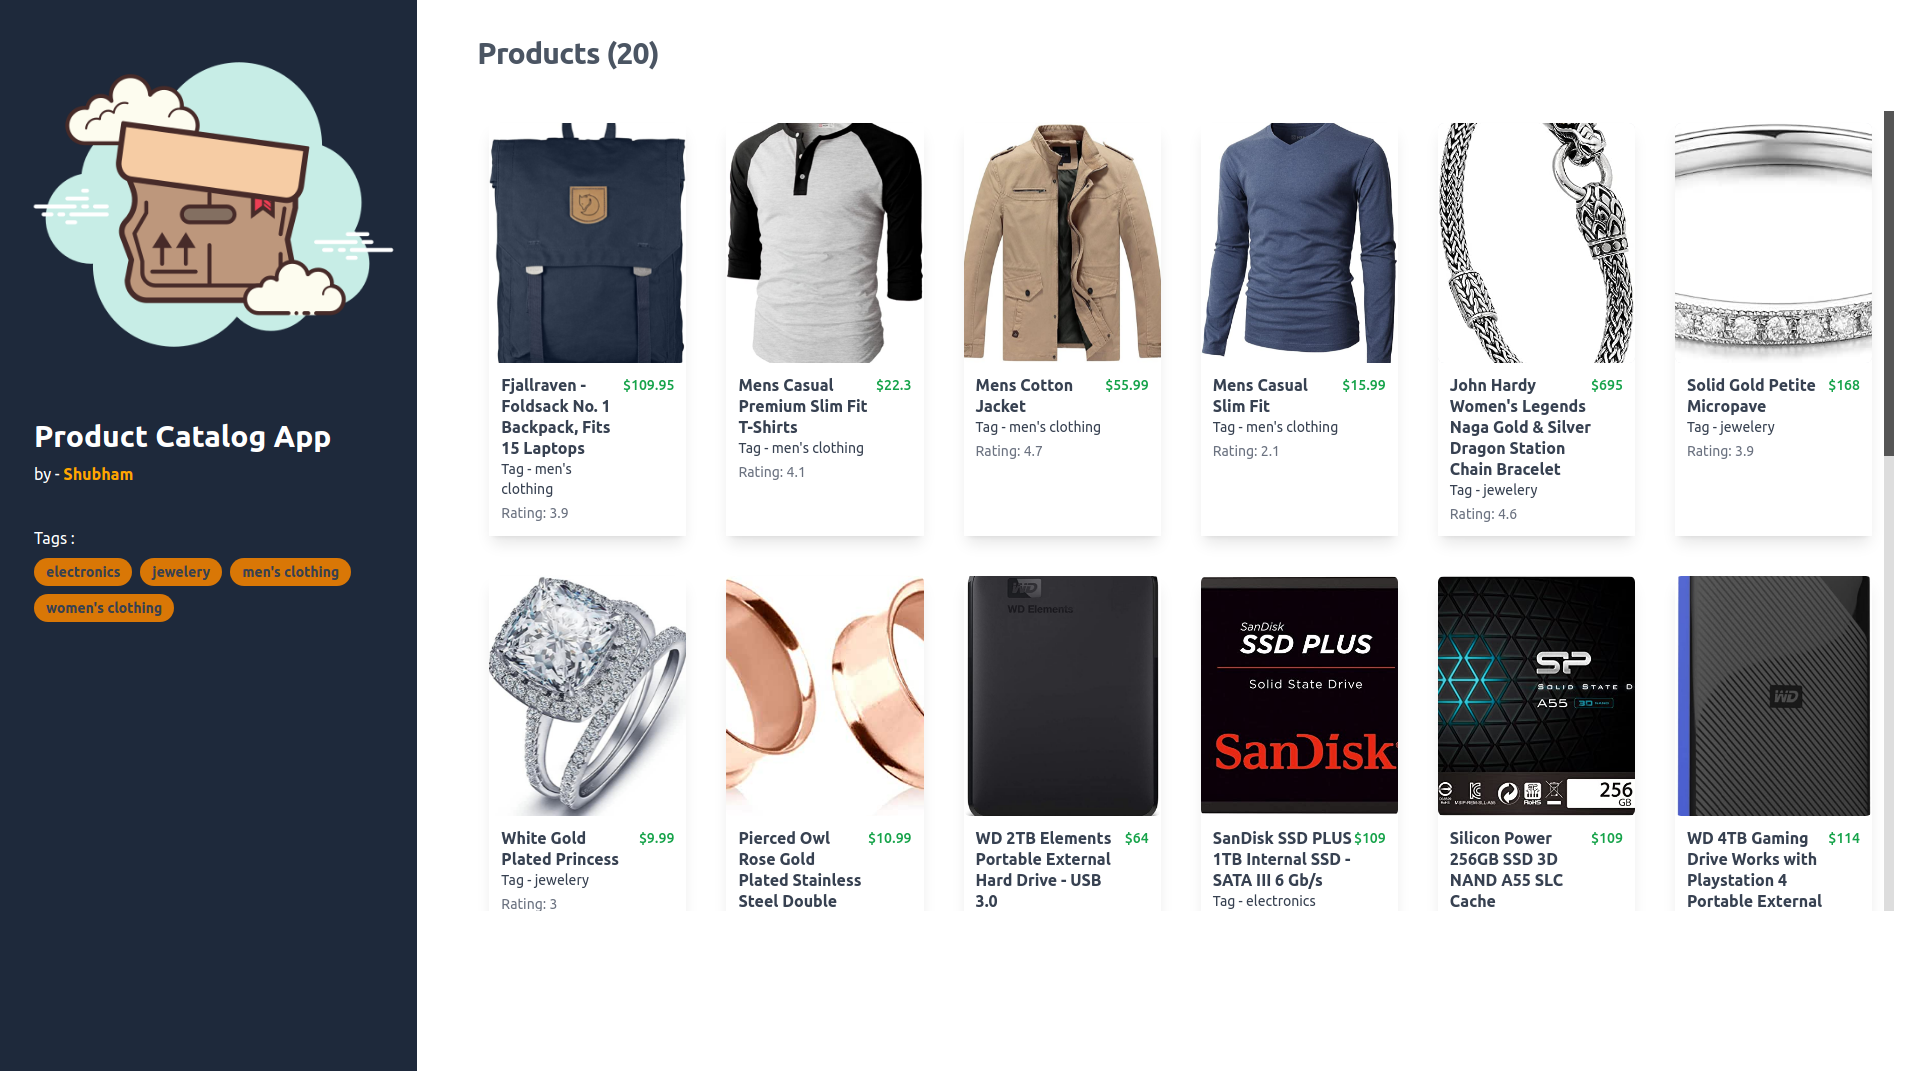 Products (20)
Product Catalog App
by - Shubham
Tags :
electronics jewelery men's clothing
women's clothing
Fjallraven -
Foldsack No. 1
Backpack, Fits
15 Laptops
$109.95
Tag - men's
clothing
Rating: 3.9
Mens Casual
Premium Slim Fit
T-Shirts
$22.3
Tag - men's clothing
Rating: 4.1
Mens Cotton
Jacket
$55.99
Tag - men's clothing
Rating: 4.7
Mens Casual
Slim Fit
$15.99
Tag - men's clothing
Rating: 2.1
John Hardy
Women's Legends
Naga Gold & Silver
Dragon Station
Chain Bracelet
$695
Tag - jewelery
Rating: 4.6
Solid Gold Petite
Micropave
$168
Tag - jewelery
Rating: 3.9
White Gold
Plated Princess
$9.99
Tag - jewelery
Rating: 3
Pierced Owl
Rose Gold
Plated Stainless
Steel Double
$10.99
WD
WD Elements
WD 2TB Elements
Portable External
Hard Drive - USB
3.0
$64
SanDisk
SSD PLUS
Solid State Drive
SanDisk
SanDisk SSD PLUS
1TB Internal SSD -
SATA III 6 Gb/s
$109
Tag - electronics
SP
SOLID STATE D
A55
256
GB
Silicon Power
256GB SSD 3D
NAND A55 SLC
Cache
$109
WD
WD 4TB Gaming
Drive Works with
Playstation 4
Portable External
$114